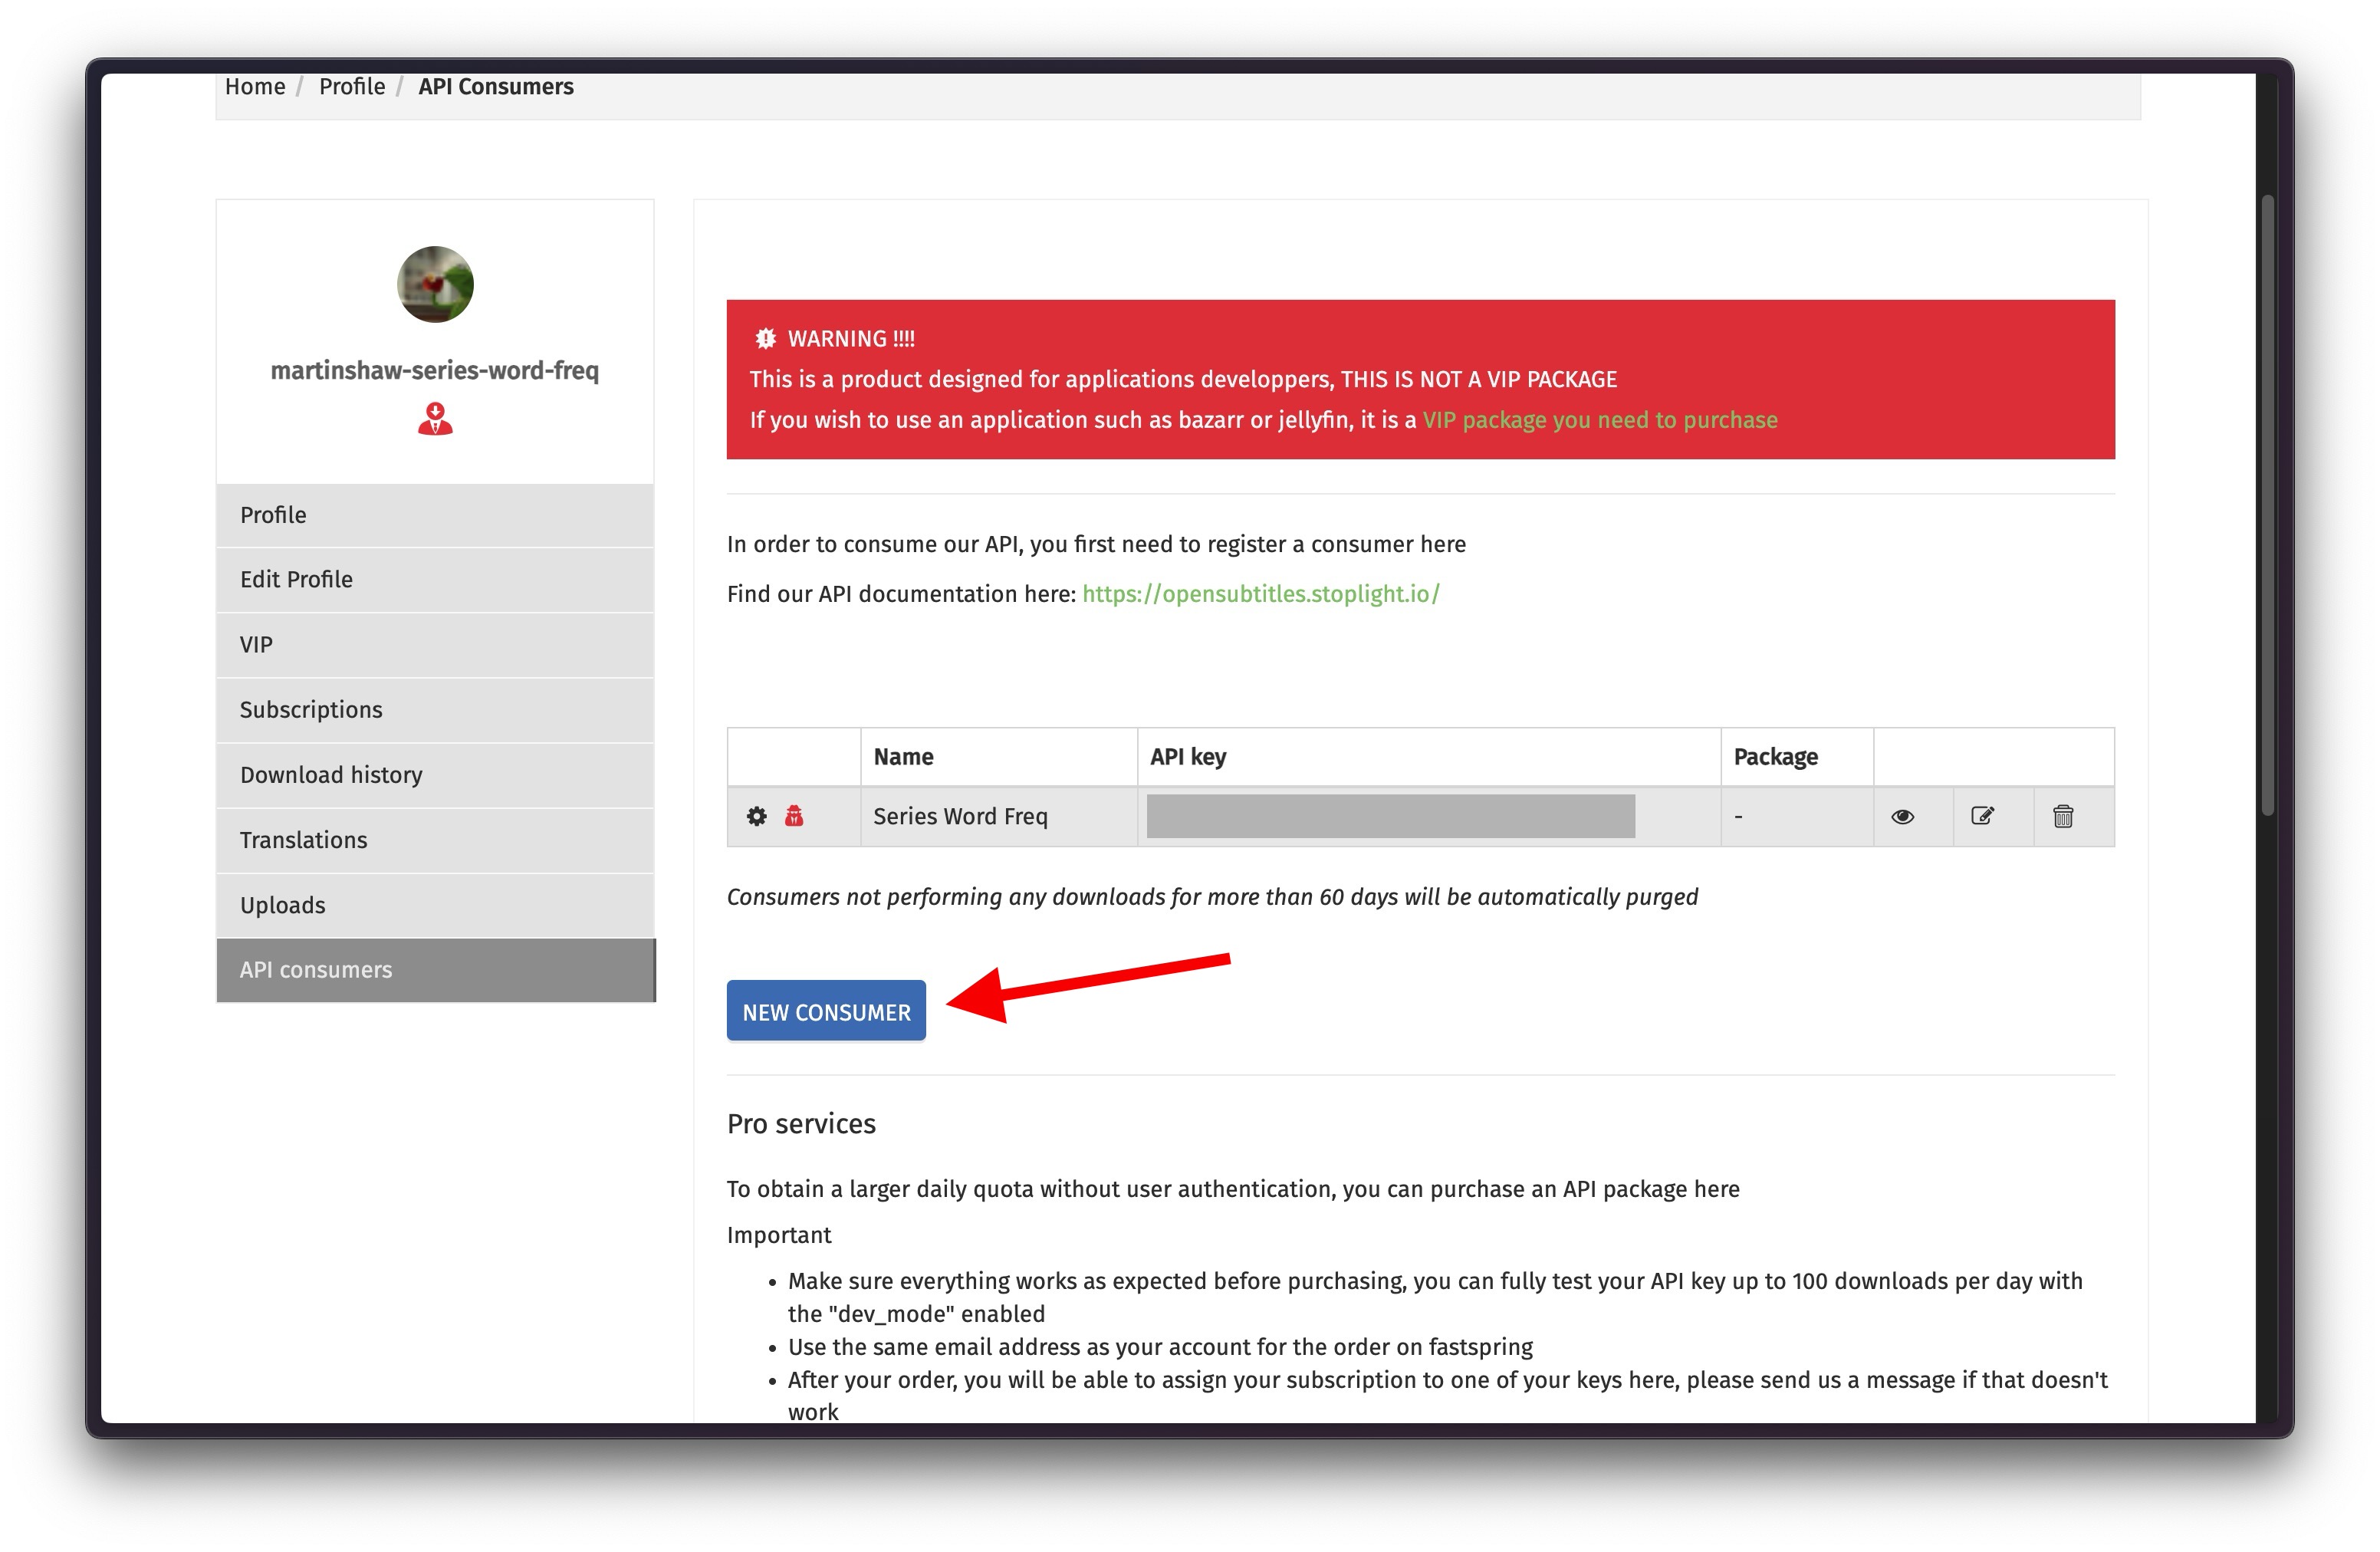 Home / Profile / API Consumers
martinshaw-series-word-freq
Profile
Edit Profile
VIP
Subscriptions
Download history
Translations
Uploads
API consumers
WARNING !!!!
This is a product designed for applications developpers, THIS IS NOT A VIP PACKAGE
If you wish to use an application such as bazarr or jellyfin, it is a VIP package you need to purchase
In order to consume our API, you first need to register a consumer here
Find our API documentation here: https://opensubtitles.stoplight.io/
Name API key Package
Series Word Freq -
Consumers not performing any downloads for more than 60 days will be automatically purged
NEW CONSUMER
Pro services
To obtain a larger daily quota without user authentication, you can purchase an API package here
Important
• Make sure everything works as expected before purchasing, you can fully test your API key up to 100 downloads per day with
the "dev_mode" enabled
• Use the same email address as your account for the order on fastspring
• After your order, you will be able to assign your subscription to one of your keys here, please send us a message if that doesn't
work